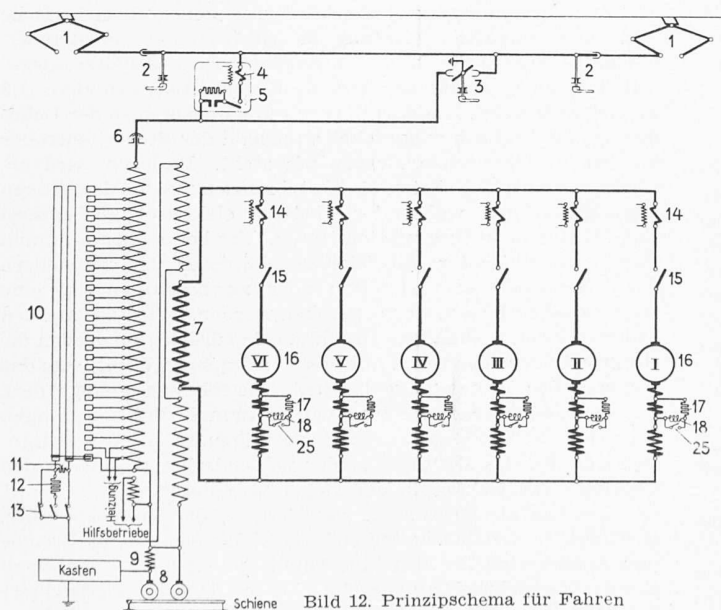 1 1
2 3 2
4
5
6
14 14
15 15
10 7
VI 16 V IV III II I 16
17 17
18 18
25 25
11
12
13
Heizung
Hilfsbetriebe
9
Kasten 8
Schiene
Bild 12. Prinzipschema für Fahren